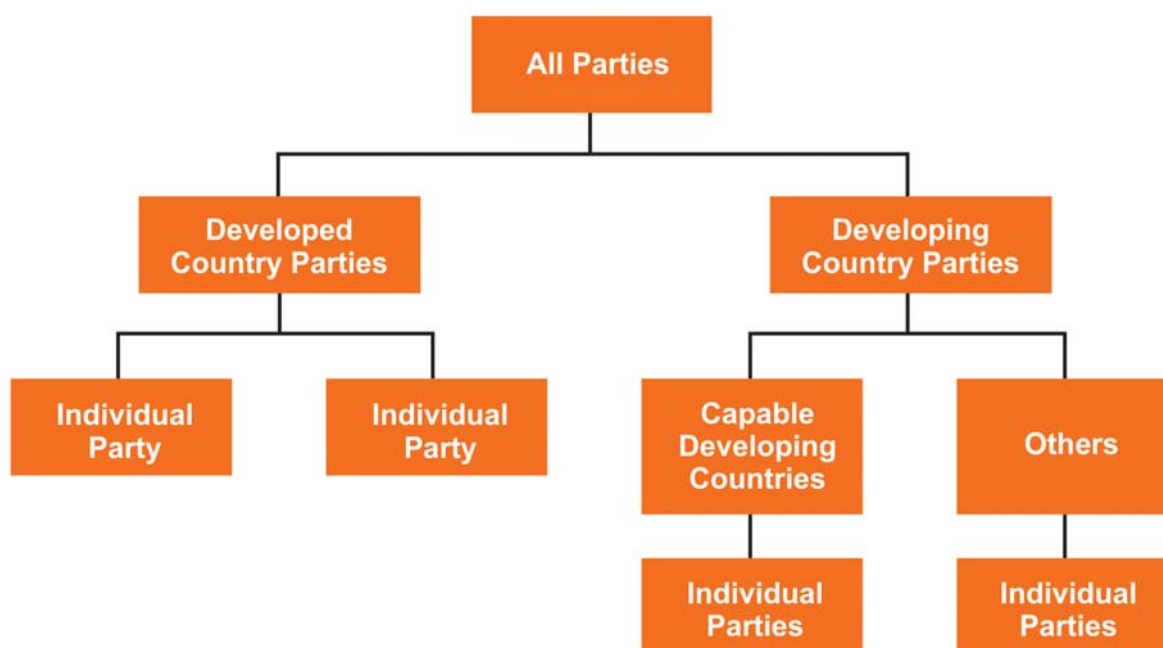 All Parties
Developed
Country Parties
Developing
Country Parties
Individual
Party
Individual
Party
Capable
Developing
Countries
Others
Individual
Parties
Individual
Parties